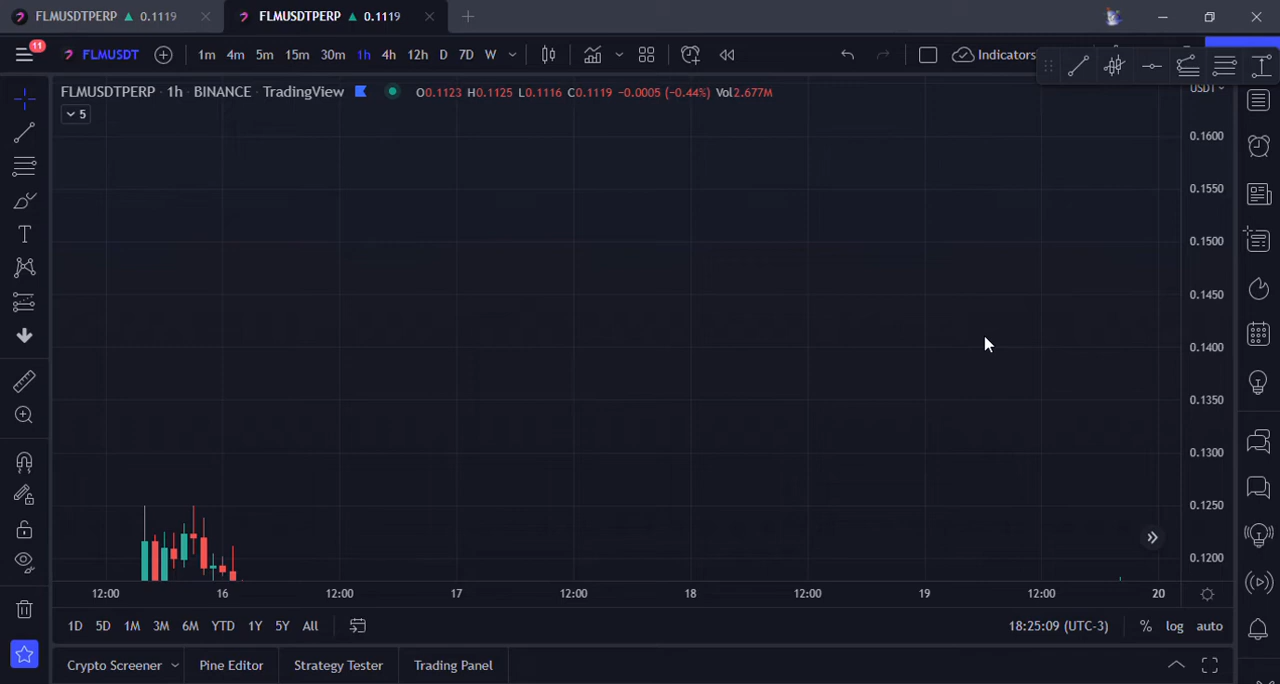 FLMUSDTPERP ▲ 0.1119 × FLMUSDTPERP ▲ 0.1119 × +
11 FLMUSDT 1m 4m 5m 15m 30m 1h 4h 12h D 7D W Indicators
FLMUSDTPERP · 1h · BINANCE · TradingView O0.1123 H0.1125 L0.1116 C0.1119 -0.0005 (-0.44%) Vol2.677M
5
0.1600
0.1550
0.1500
0.1450
0.1400
0.1350
0.1300
0.1250
0.1200
12:00 16 12:00 17 12:00 18 12:00 19 12:00 20
1D 5D 1M 3M 6M YTD 1Y 5Y All 18:25:09 (UTC-3) % log auto
Crypto Screener Pine Editor Strategy Tester Trading Panel